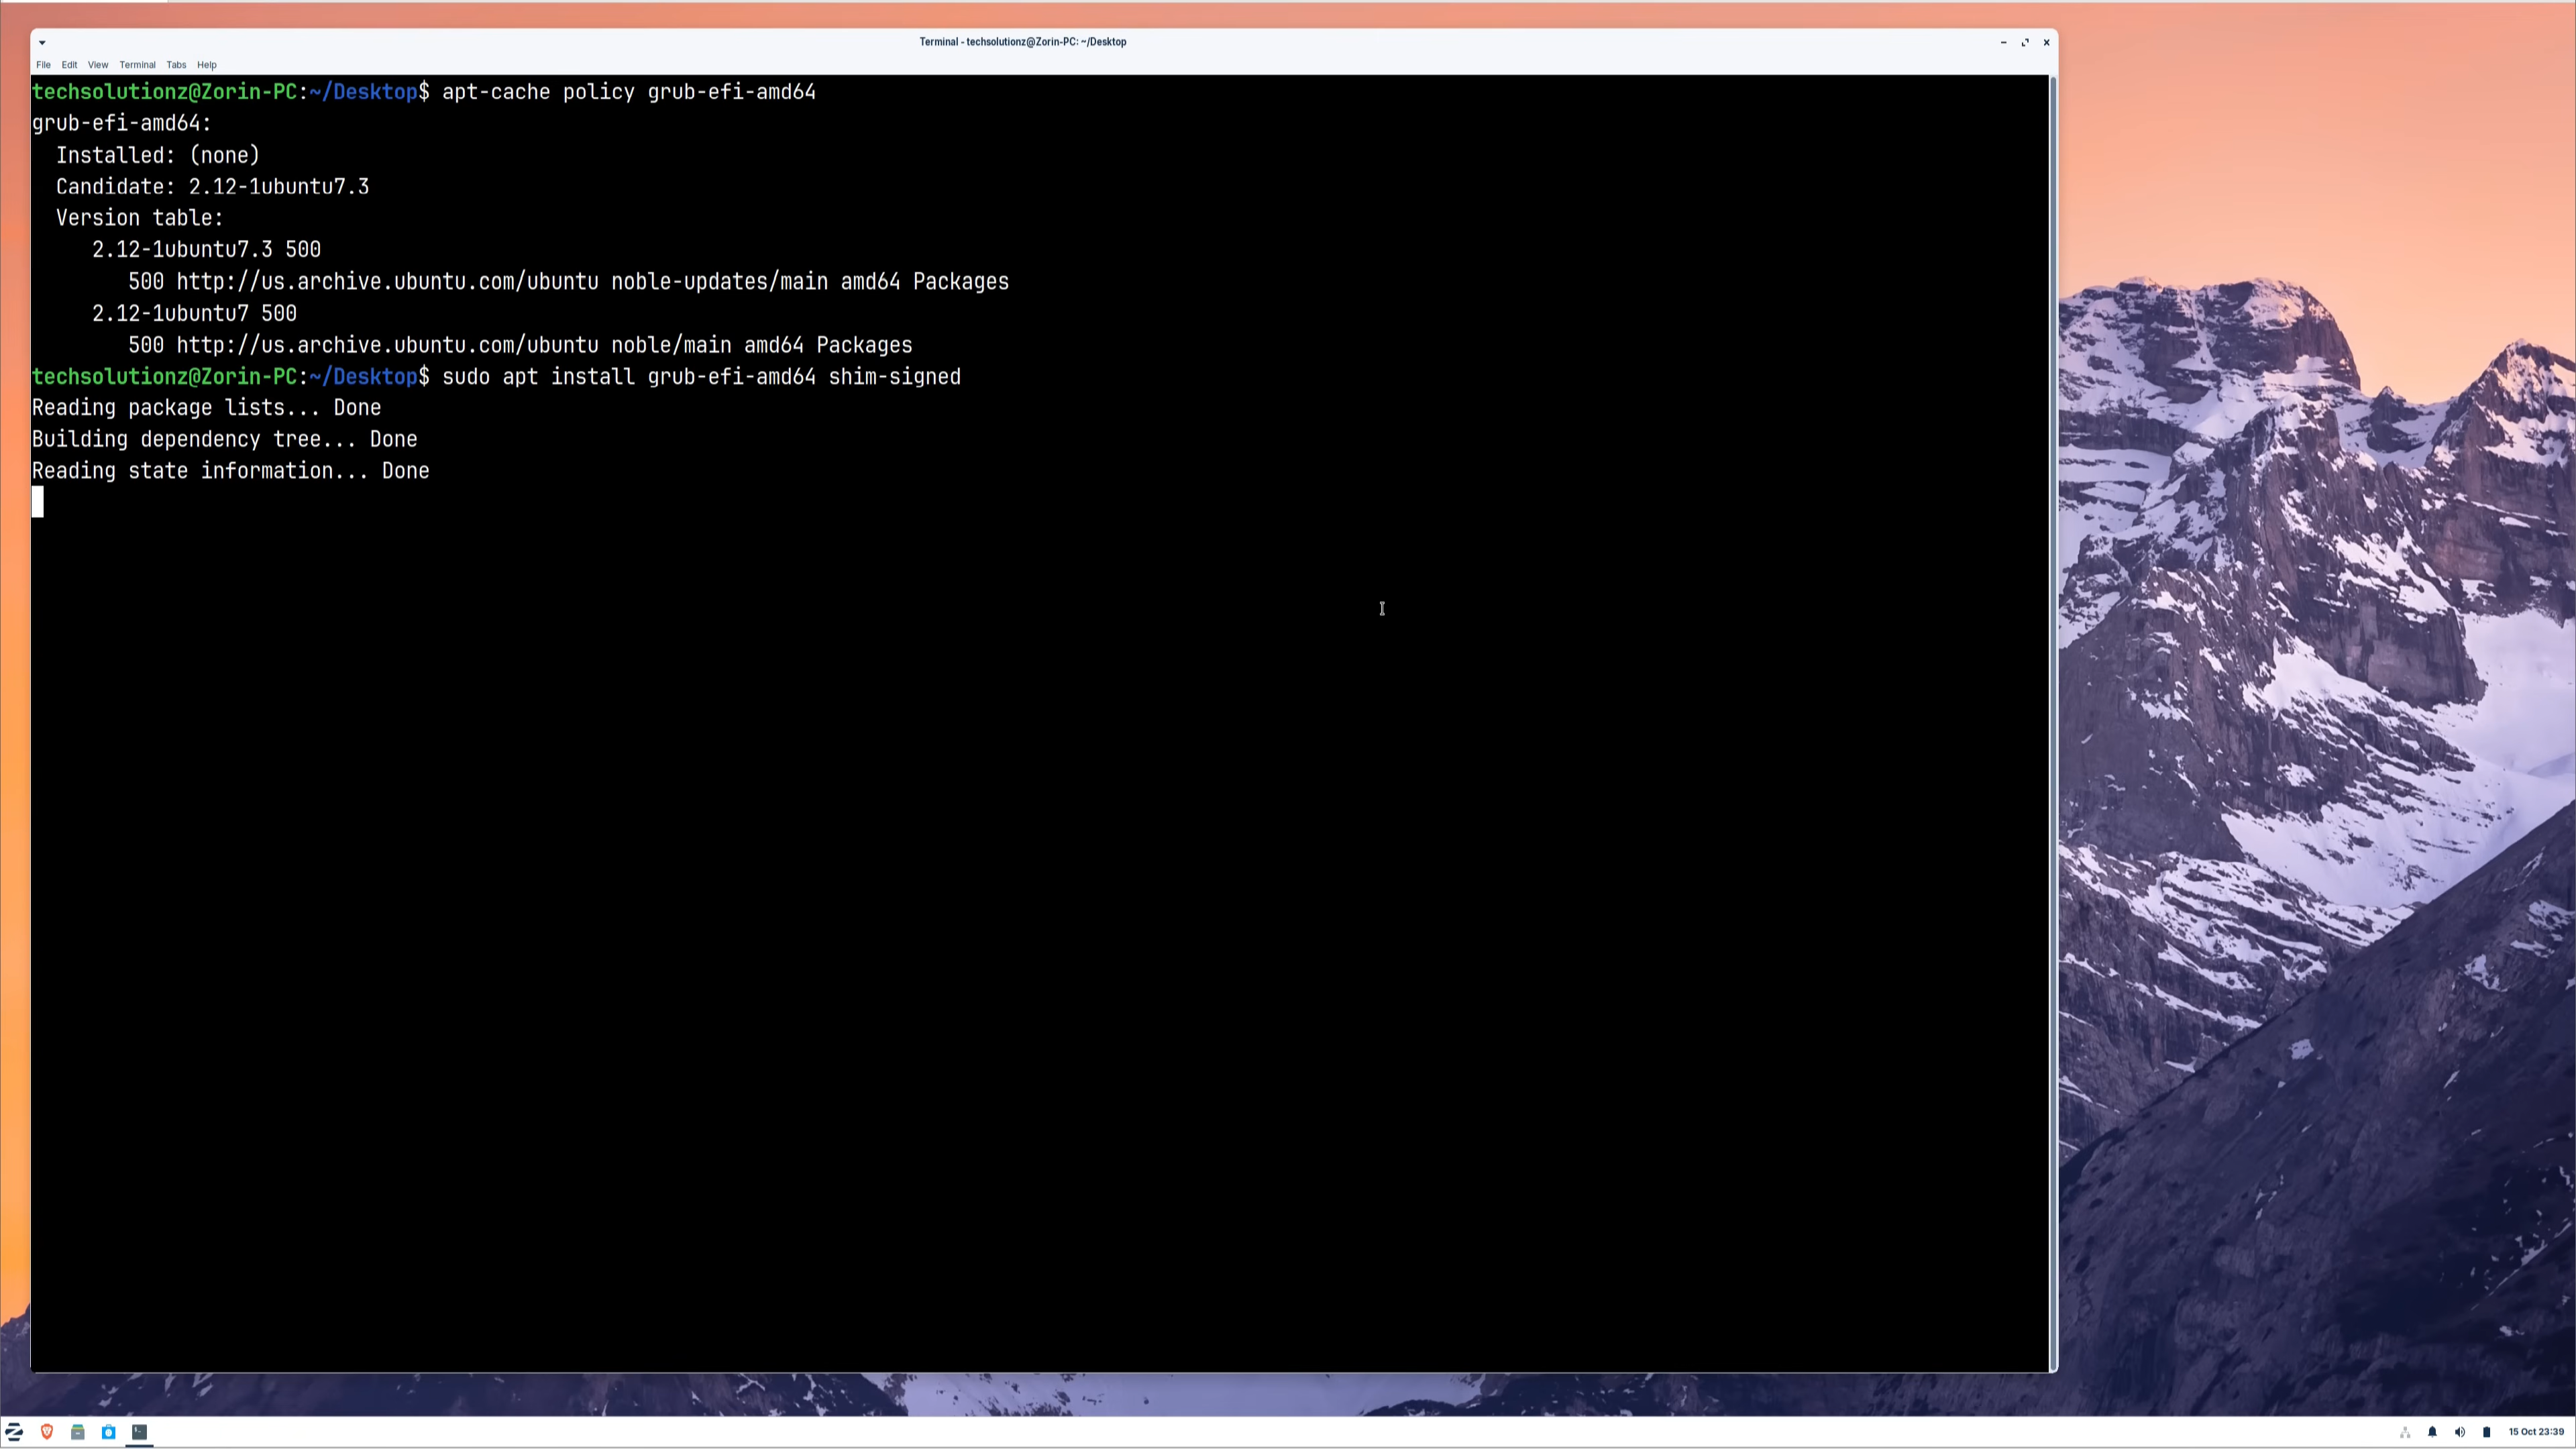 Terminal - techsolutionz@Zorin-PC: ~/Desktop
File Edit View Terminal Tabs Help
techsolutionz@Zorin-PC:~/Desktop$ apt-cache policy grub-efi-amd64
grub-efi-amd64:
  Installed: (none)
  Candidate: 2.12-1ubuntu7.3
  Version table:
     2.12-1ubuntu7.3 500
        500 http://us.archive.ubuntu.com/ubuntu noble-updates/main amd64 Packages
     2.12-1ubuntu7 500
        500 http://us.archive.ubuntu.com/ubuntu noble/main amd64 Packages
techsolutionz@Zorin-PC:~/Desktop$ sudo apt install grub-efi-amd64 shim-signed
Reading package lists... Done
Building dependency tree... Done
Reading state information... Done
15 Oct 23:39